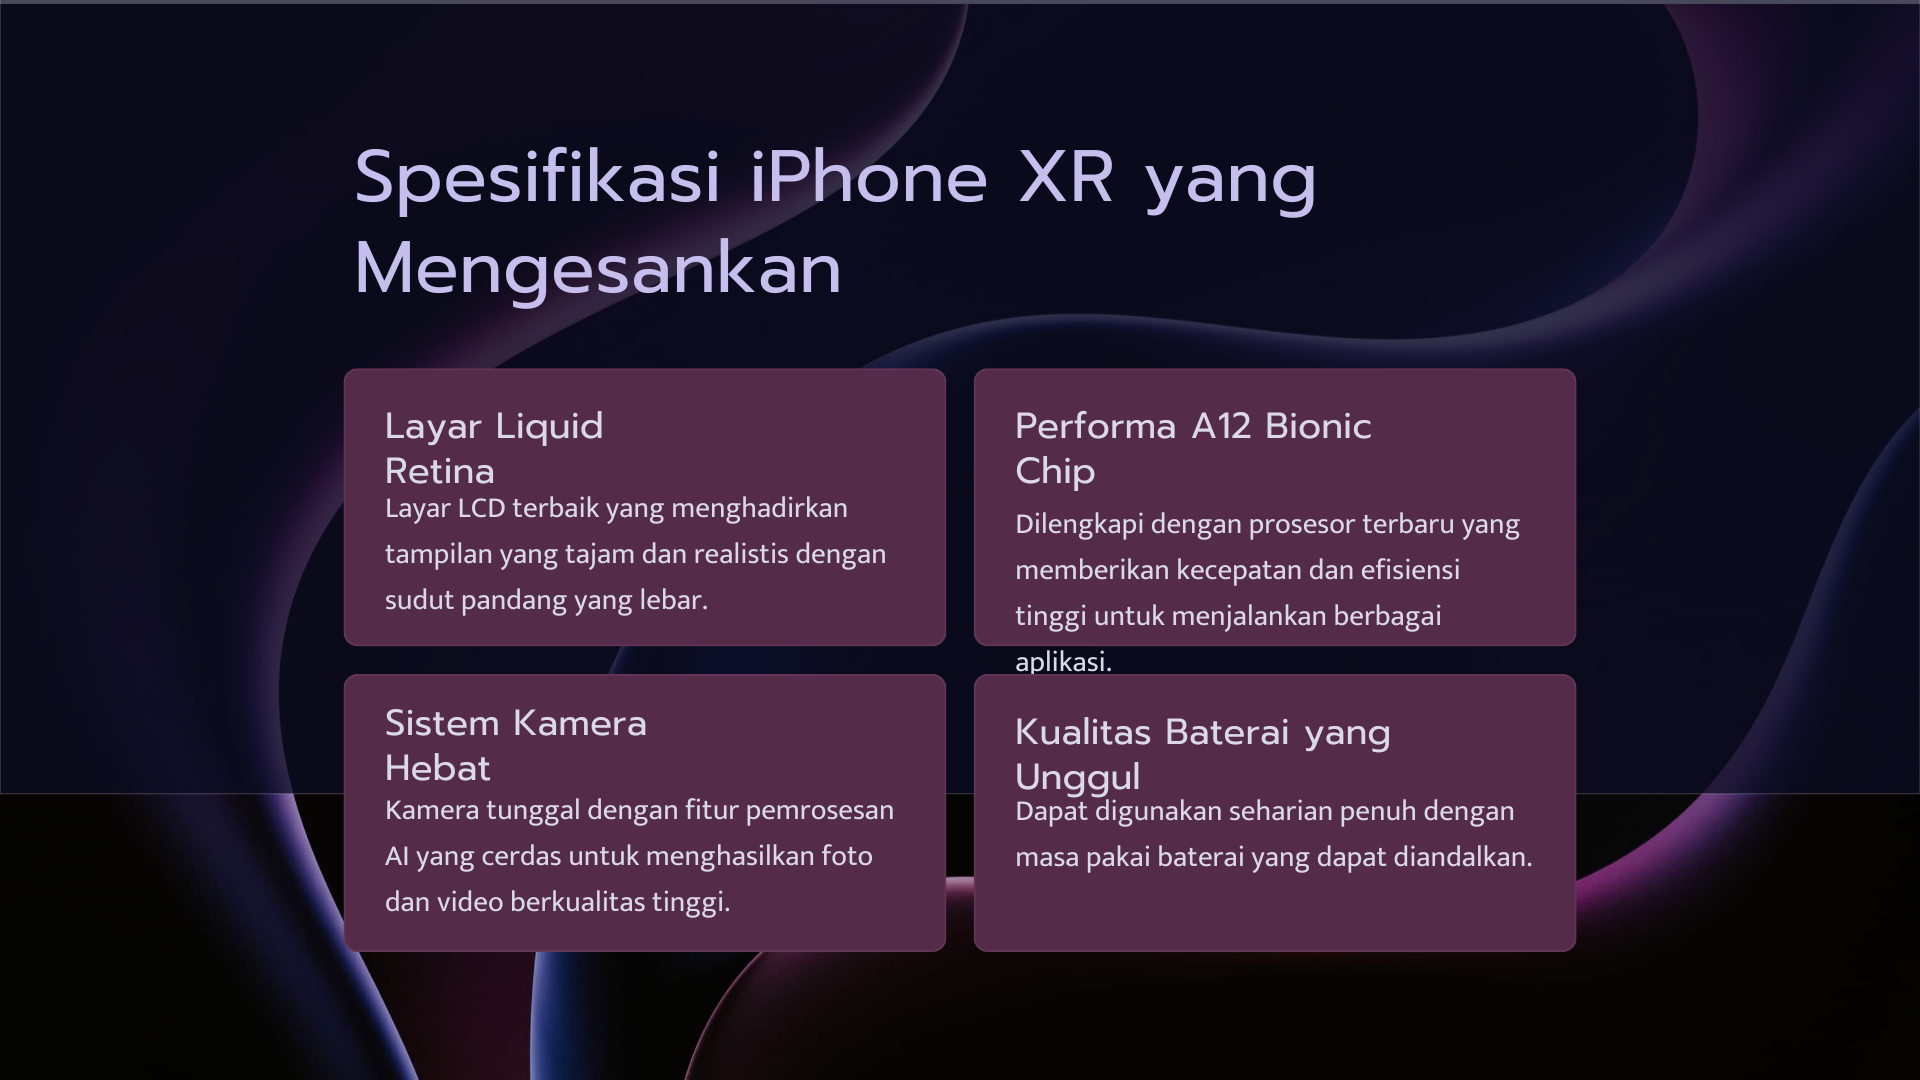 Spesifikasi iPhone XR yang
Mengesankan
Layar Liquid
Retina
Layar LCD terbaik yang menghadirkan
tampilan yang tajam dan realistis dengan
sudut pandang yang lebar.
Performa A12 Bionic
Chip
Dilengkapi dengan prosesor terbaru yang
memberikan kecepatan dan efisiensi
tinggi untuk menjalankan berbagai
aplikasi.
Sistem Kamera
Hebat
Kamera tunggal dengan fitur pemrosesan
AI yang cerdas untuk menghasilkan foto
dan video berkualitas tinggi.
Kualitas Baterai yang
Unggul
Dapat digunakan seharian penuh dengan
masa pakai baterai yang dapat diandalkan.